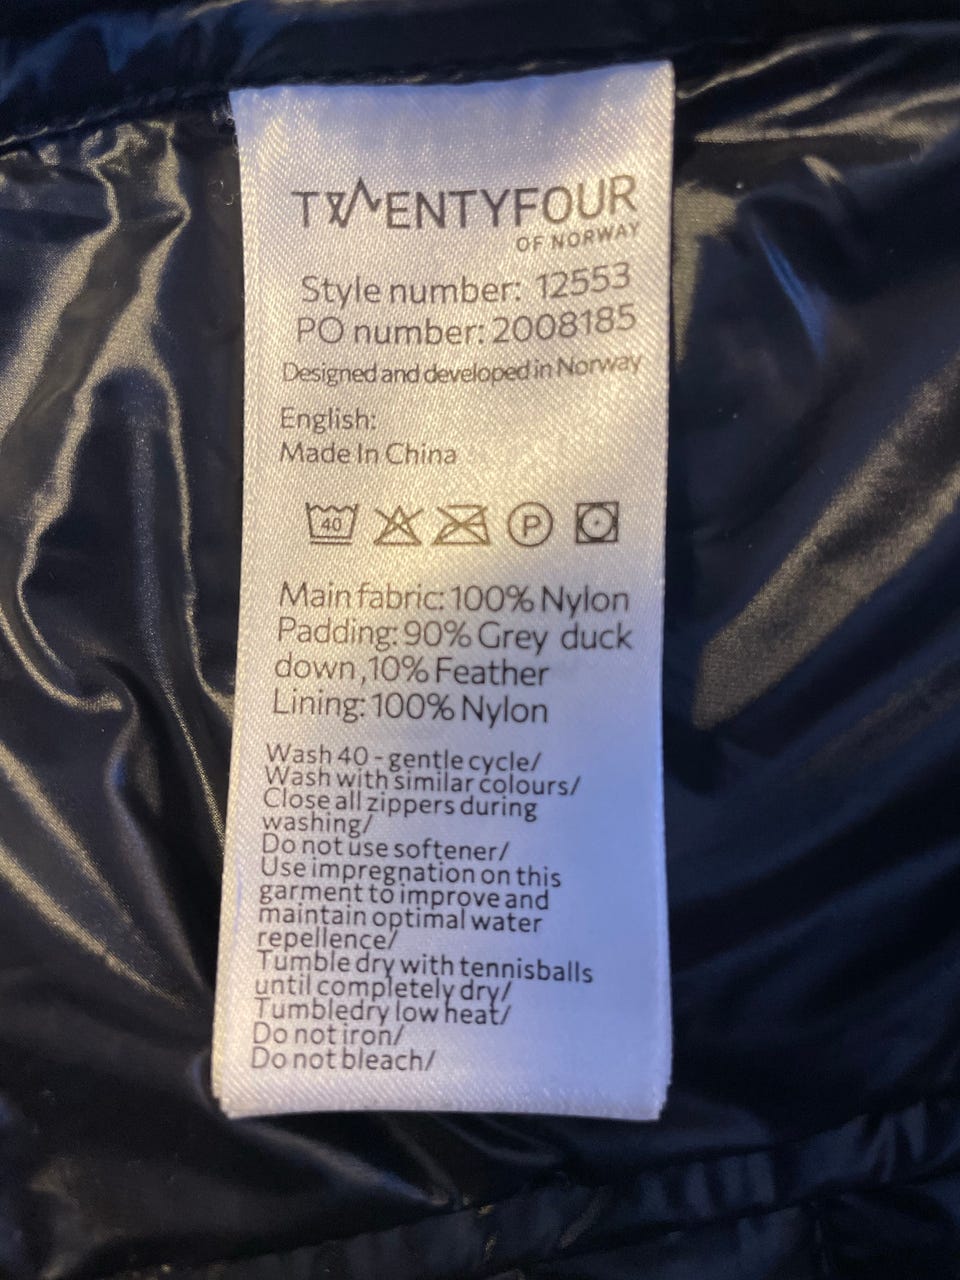 TWENTYFOUR
OF NORWAY
Style number: 12553
PO number: 2008185
Designed and developed in Norway
English:
Made In China
40 P
Main fabric: 100% Nylon
Padding: 90% Grey duck
down, 10% Feather
Lining: 100% Nylon
Wash 40 - gentle cycle/
Wash with similar colours/
Close all zippers during
washing/
Do not use softener/
Use impregnation on this
garment to improve and
maintain optimal water
repellence/
Tumble dry with tennisballs
until completely dry/
Tumbledry low heat/
Do not iron/
Do not bleach/